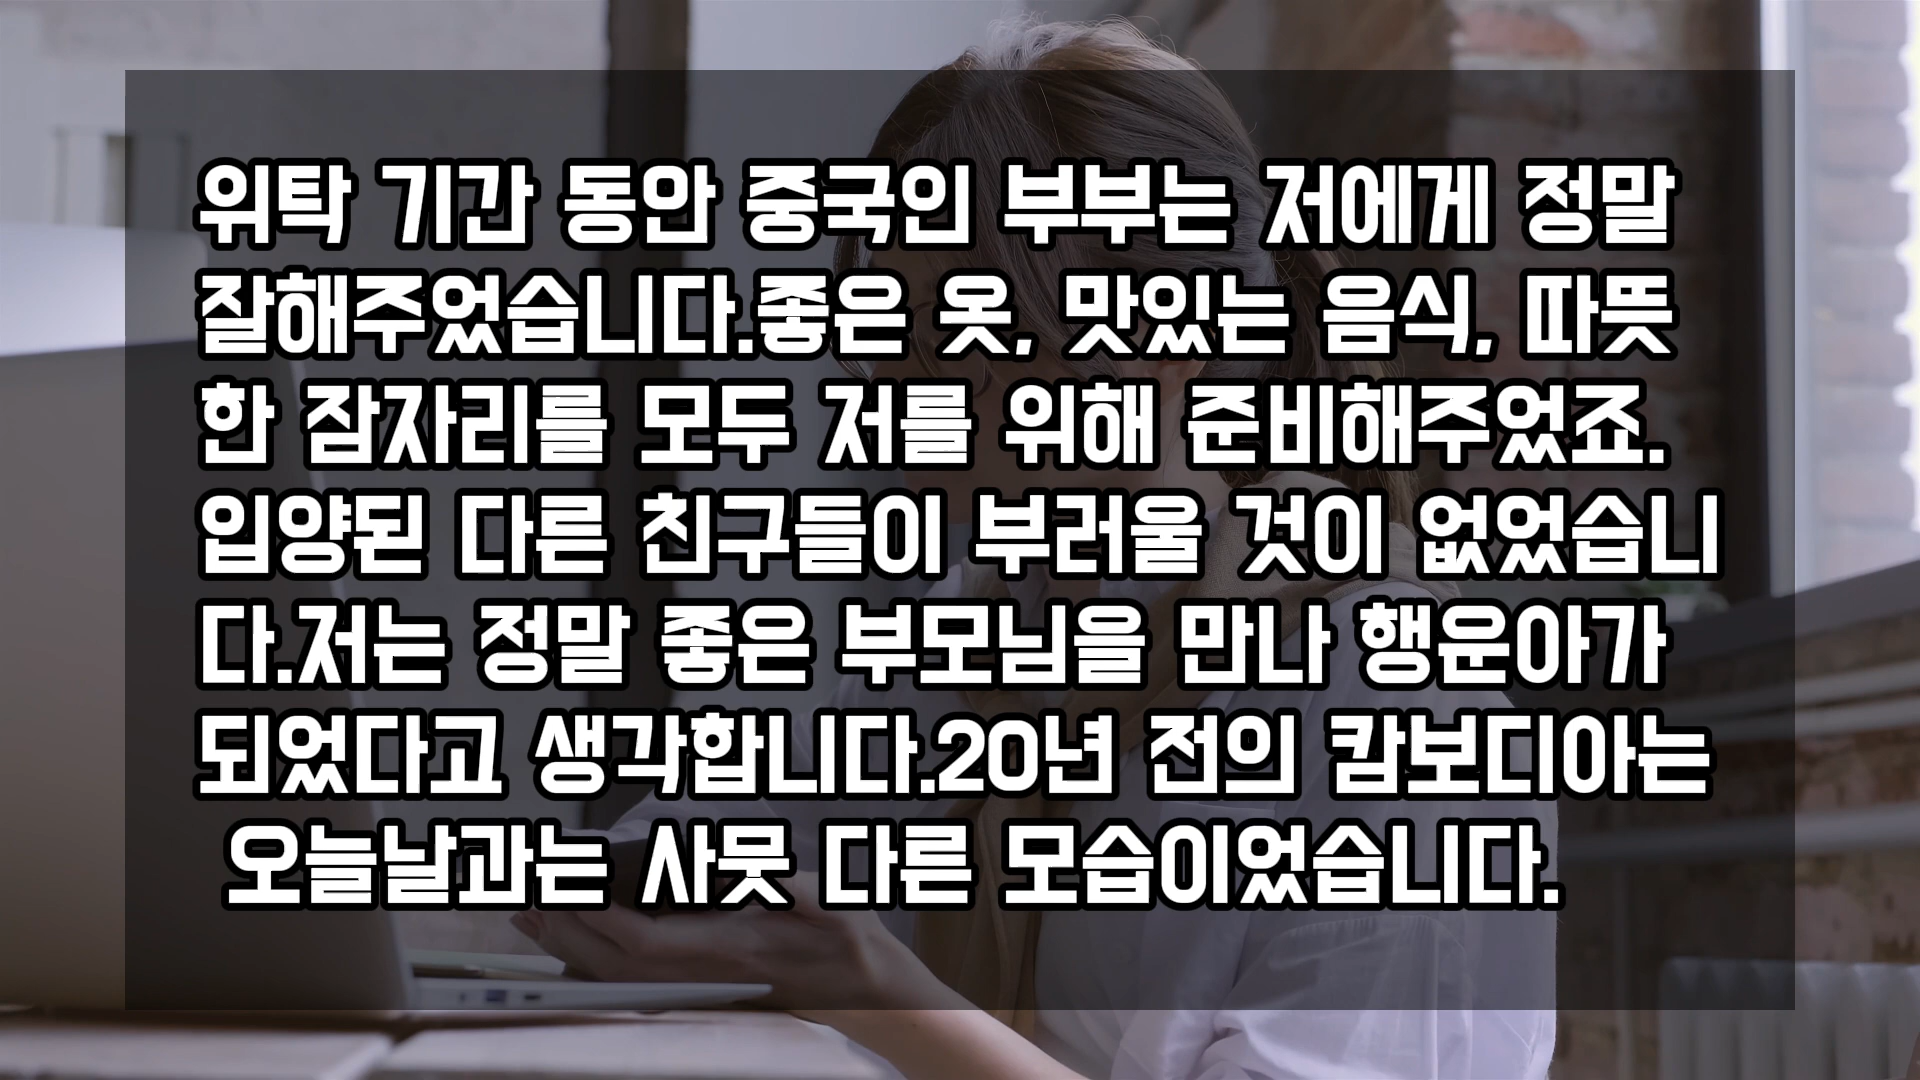 위탁 기간 동안 중국인 부부는 저에게 정말
잘해주었습니다.좋은 옷, 맛있는 음식, 따뜻
한 잠자리를 모두 저를 위해 준비해주었죠.
입양된 다른 친구들이 부러울 것이 없었습니
다.저는 정말 좋은 부모님을 만나 행운아가
되었다고 생각합니다.20년 전의 캄보디아는
오늘날과는 사뭇 다른 모습이었습니다.